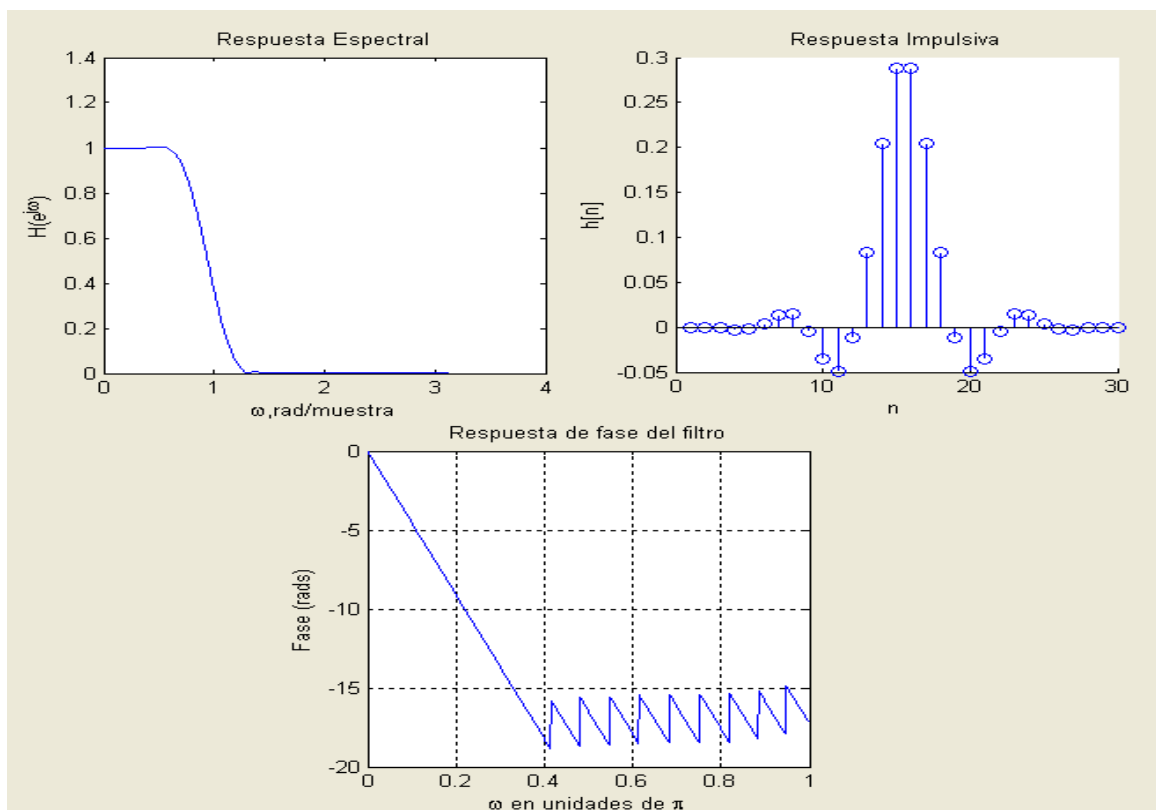 Respuesta Espectral
1.4
1.2
1
0.8
0.6
0.4
0.2
0
H(e^jω)
0 1 2 3 4
ω,rad/muestra
Respuesta Impulsiva
0.3
0.25
0.2
0.15
0.1
0.05
0
-0.05
h[n]
0 10 20 30
n
Respuesta de fase del filtro
0
-5
-10
-15
-20
Fase (rads)
0 0.2 0.4 0.6 0.8 1
ω en unidades de π